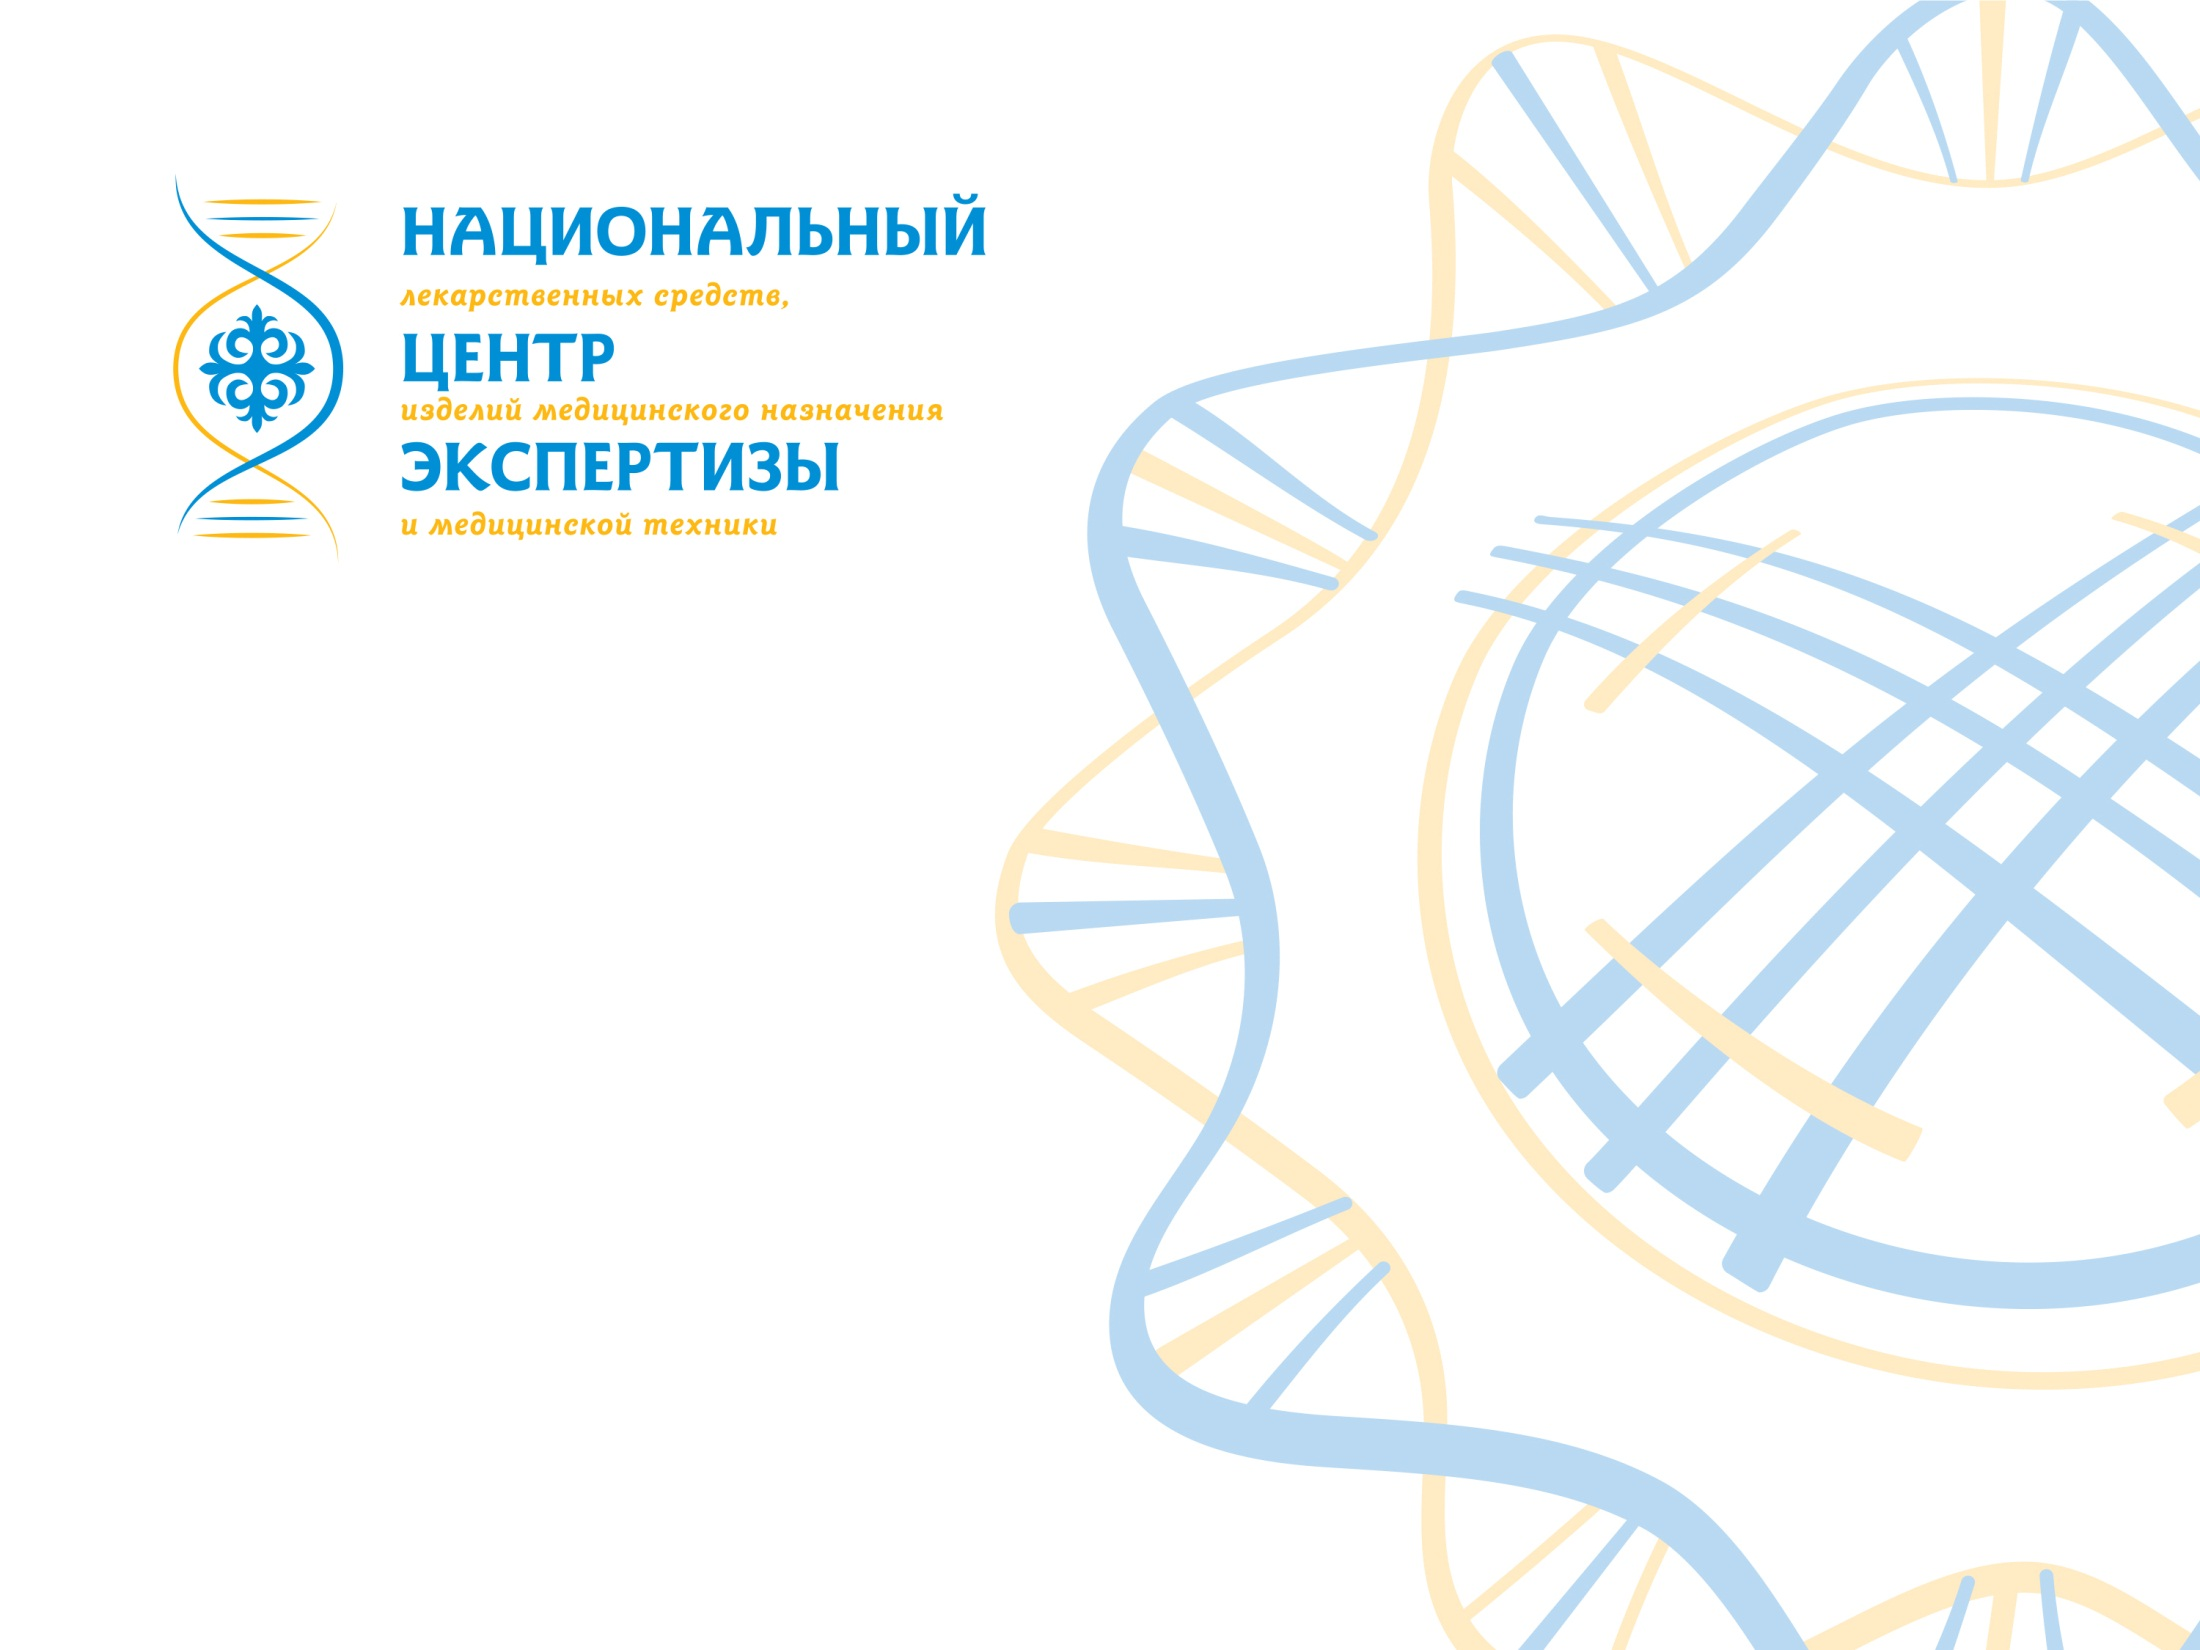 НАЦИОНАЛЬНЫЙ
лекарственных средств,
ЦЕНТР
изделий медицинского назначения
ЭКСПЕРТИЗЫ
и медицинской техники